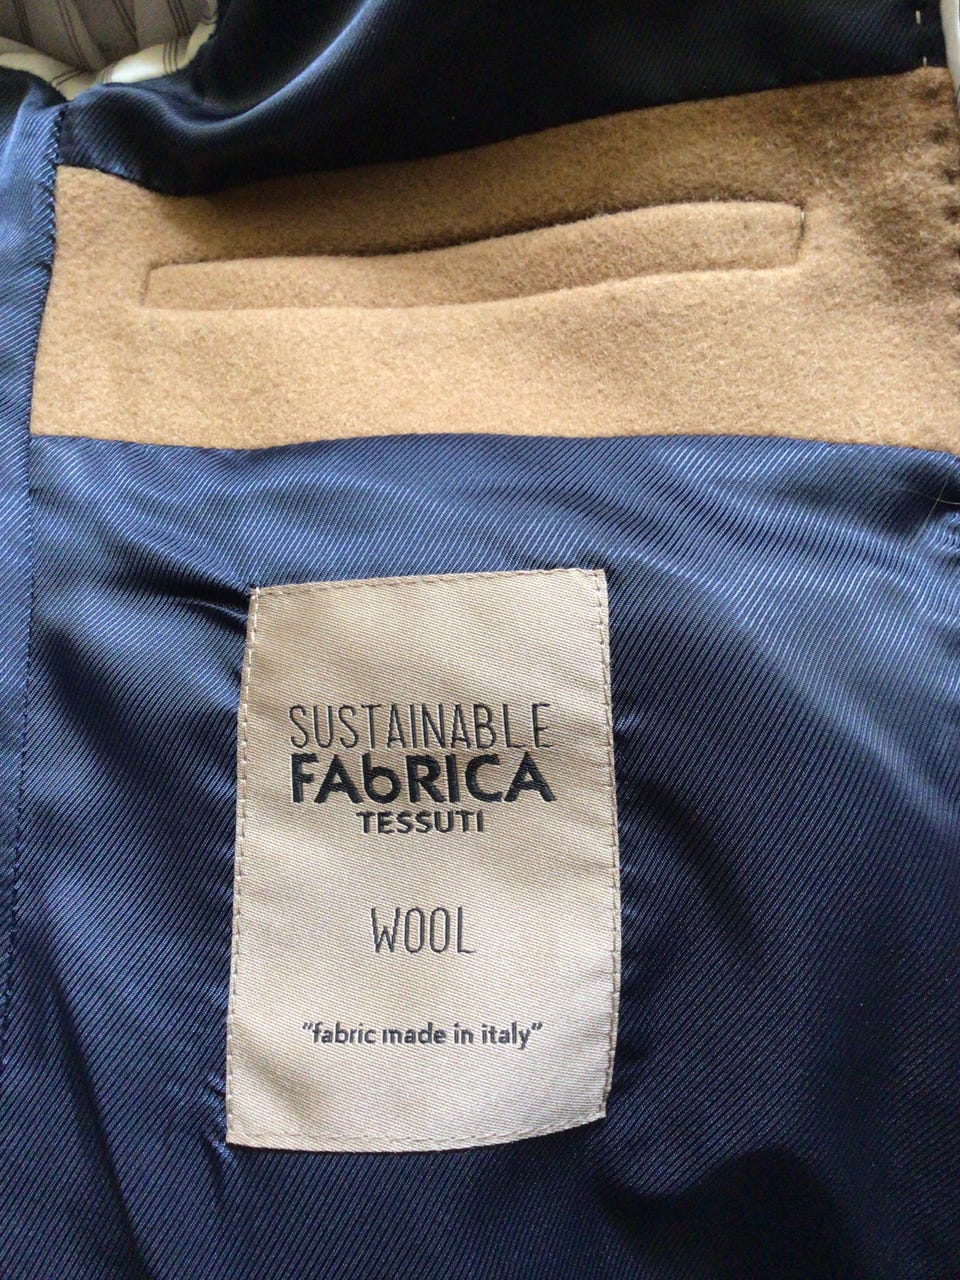 SUSTAINABLE
FAbRICA
TESSUTI
WOOL
"fabric made in italy"